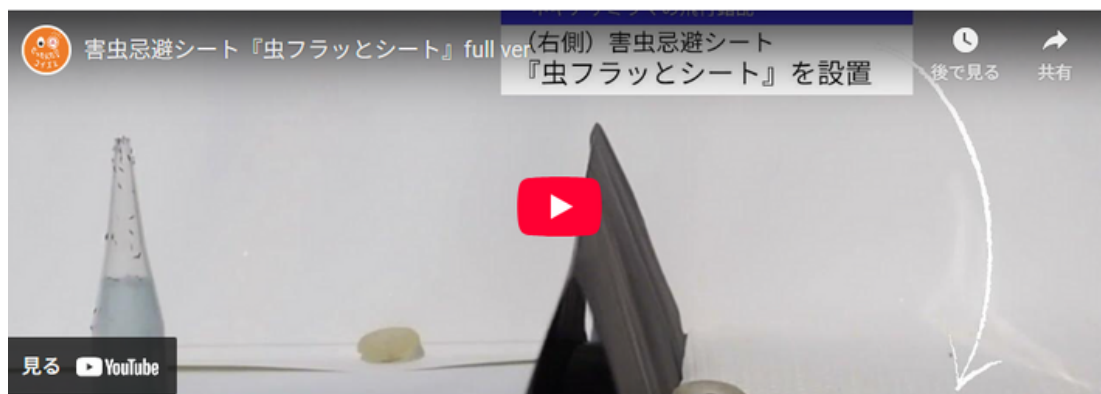 害虫忌避シート『虫フラッとシート』full ver
（右側）害虫忌避シート
『虫フラッとシート』を設置
後で見る
共有
見る YouTube